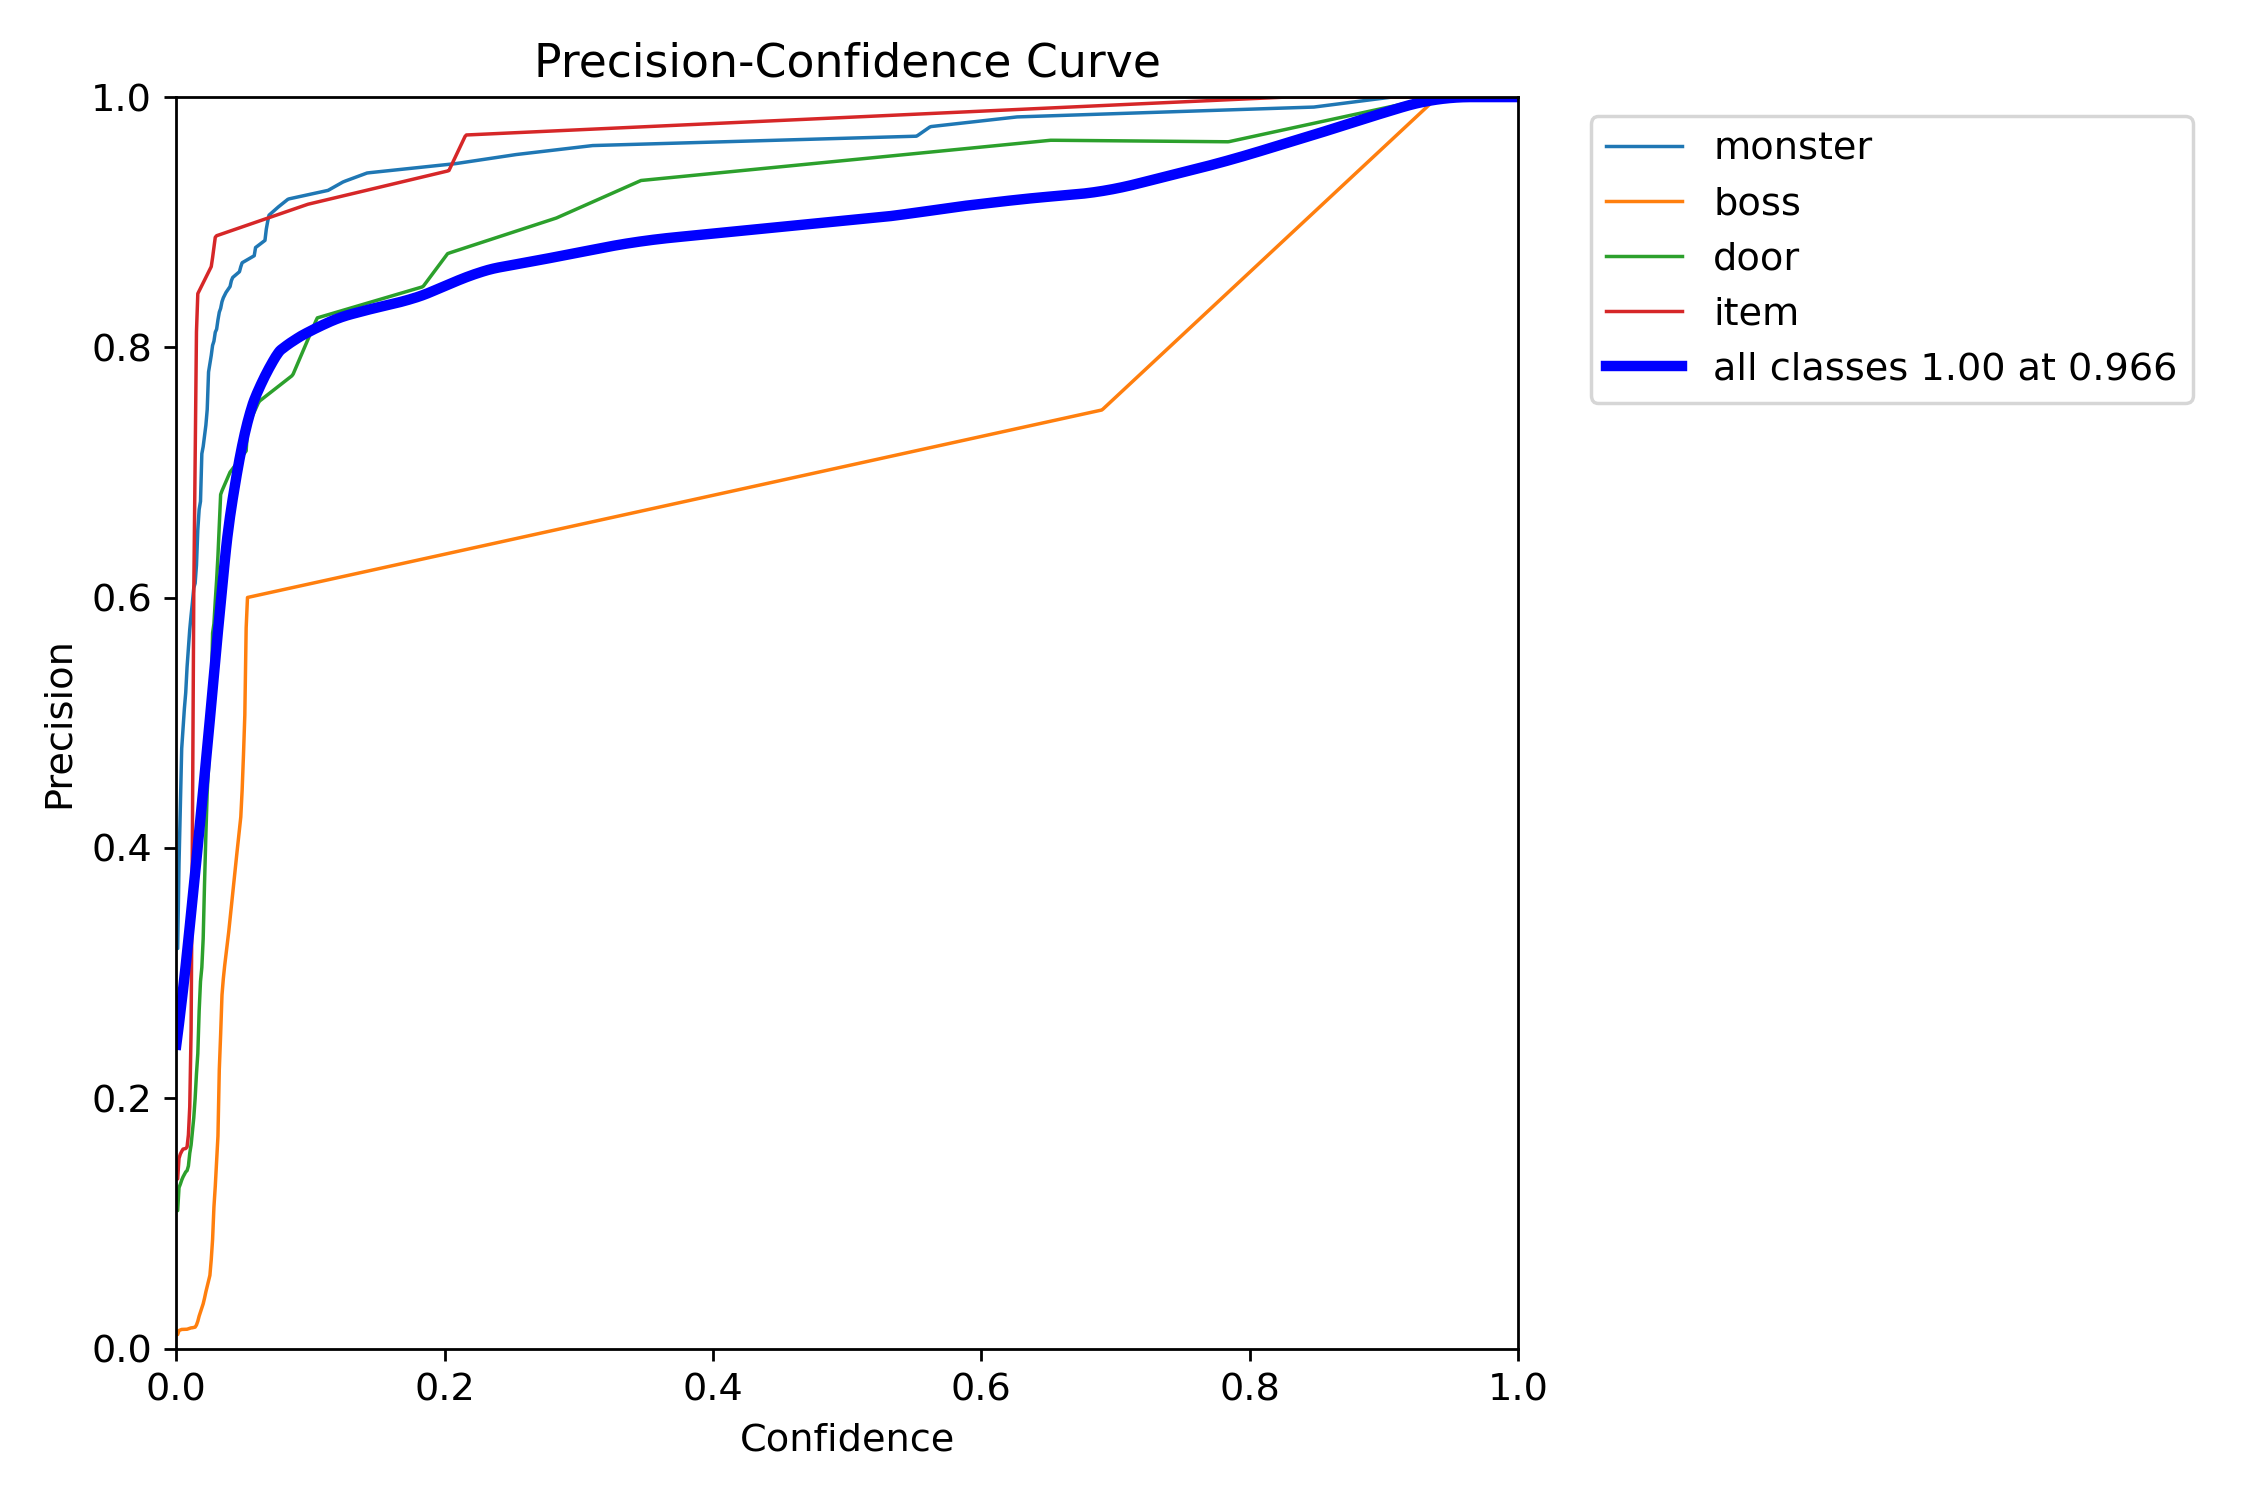 Precision-Confidence Curve
1.0
0.8
0.6
0.4
0.2
0.0
Precision
0.0 0.2 0.4 0.6 0.8 1.0
Confidence
monster
boss
door
item
all classes 1.00 at 0.966